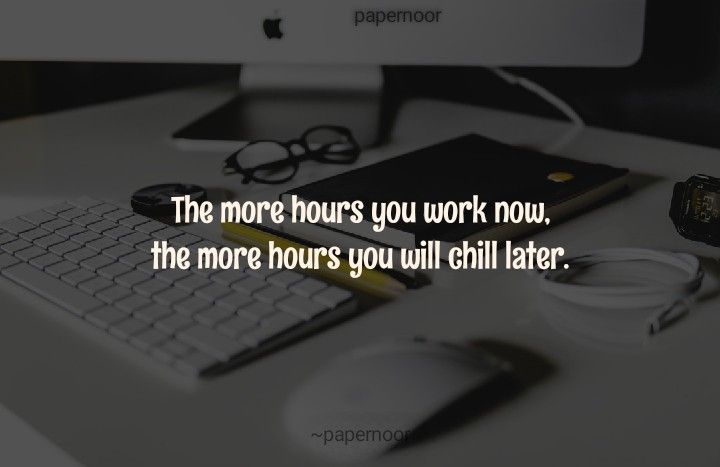 papernoor
The more hours you work now,
the more hours you will chill later.
~papernoor